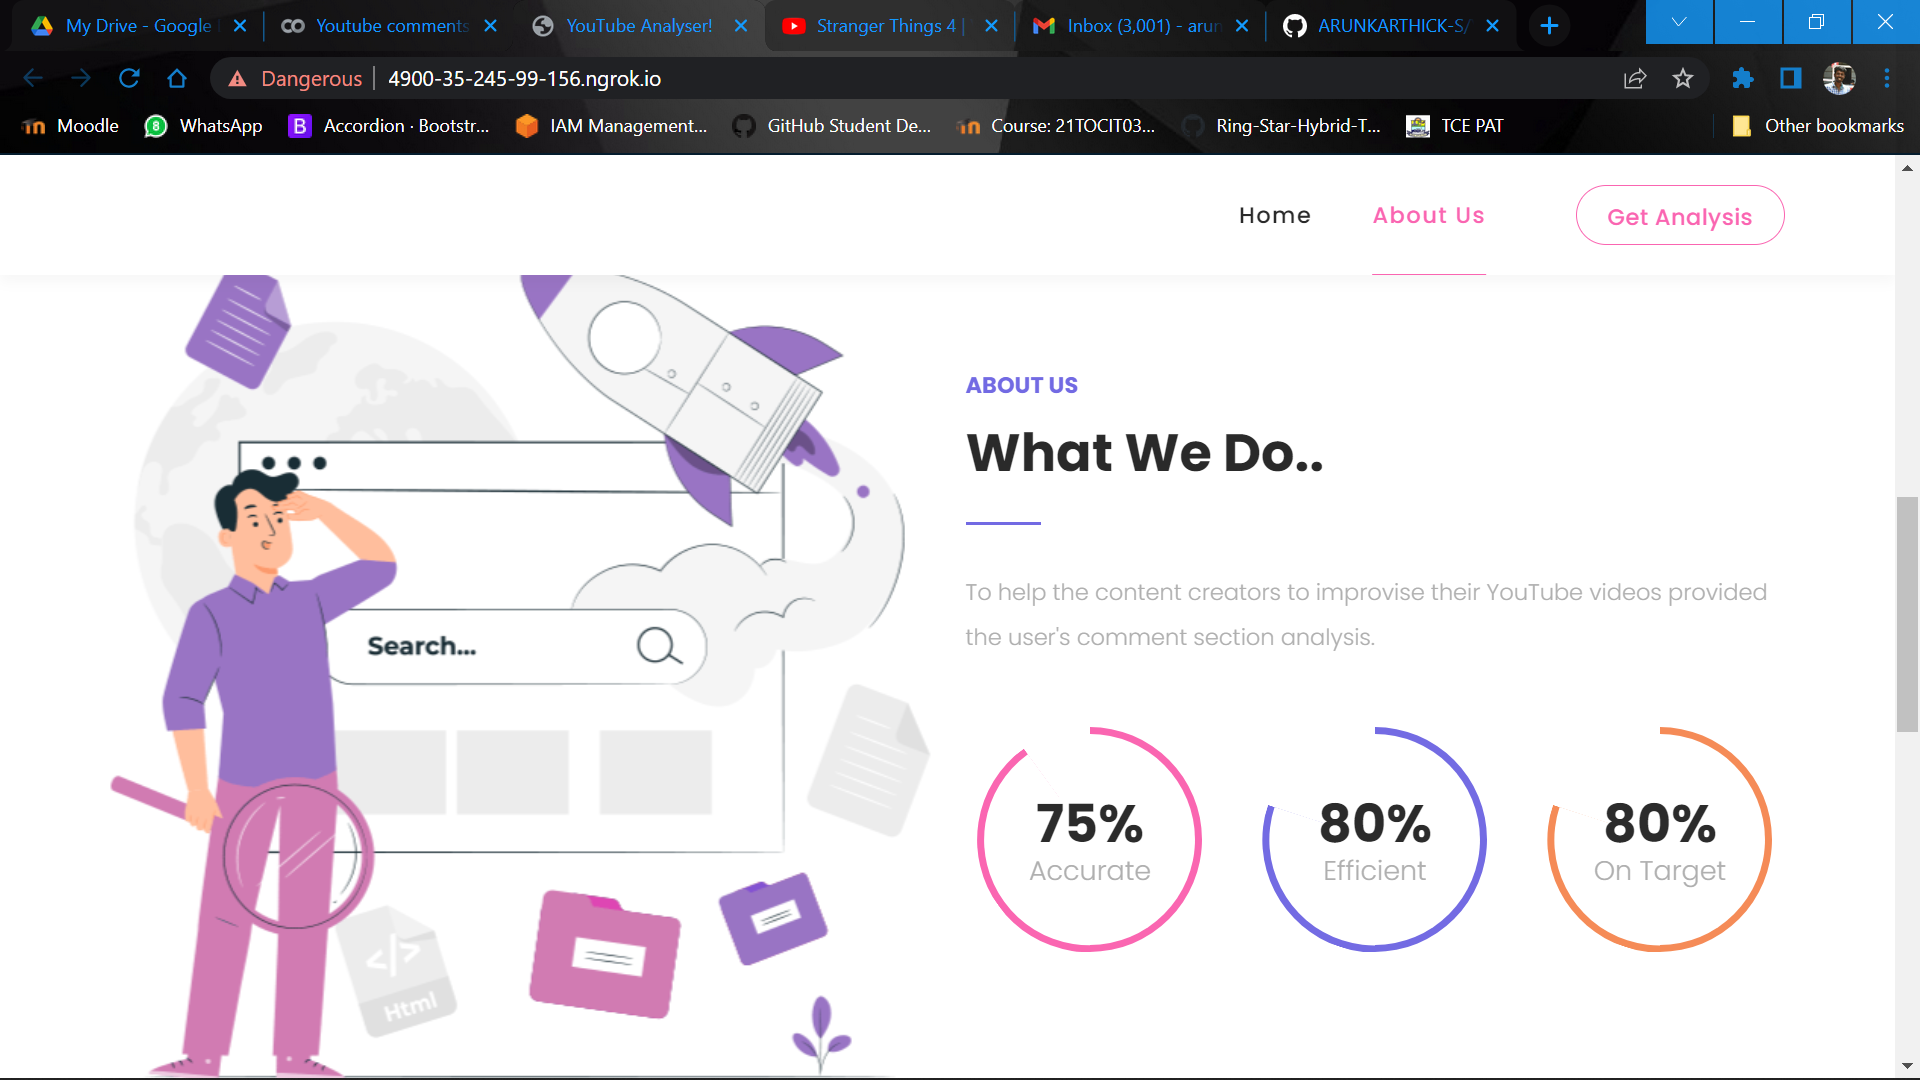 My Drive - Google
Youtube comments
YouTube Analyser!
Stranger Things 4 |
Inbox (3,001) - arun
ARUNKARTHICK-S/
Dangerous
4900-35-245-99-156.ngrok.io
Moodle
8
WhatsApp
B
Accordion · Bootstr...
IAM Management...
GitHub Student De...
Course: 21TOCIT03...
Ring-Star-Hybrid-T...
TCE PAT
Other bookmarks
Home
About Us
Get Analysis
ABOUT US
What We Do..
To help the content creators to improvise their YouTube videos provided
the user's comment section analysis.
Search...
75%
Accurate
80%
Efficient
80%
On Target
</>
Html